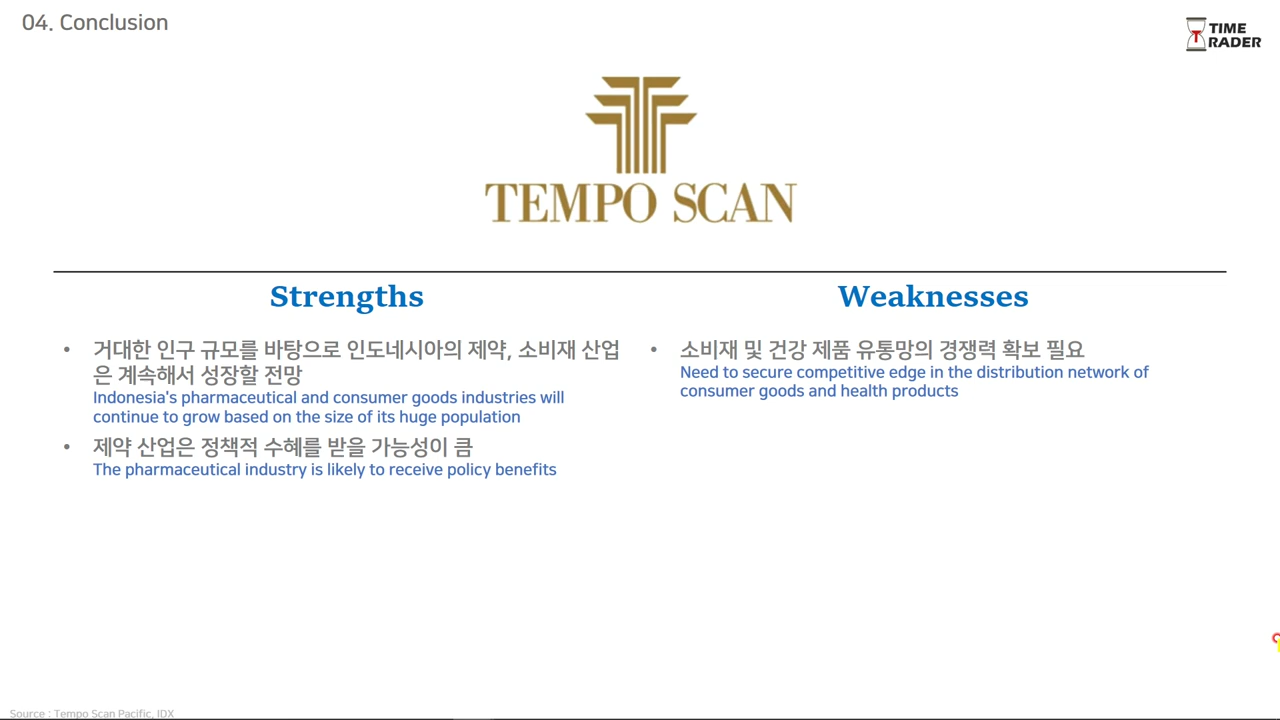 04. Conclusion
TIME
RADER
TEMPO SCAN
Strengths
• 거대한 인구 규모를 바탕으로 인도네시아의 제약, 소비재 산업
은 계속해서 성장할 전망
Indonesia's pharmaceutical and consumer goods industries will
continue to grow based on the size of its huge population
• 제약 산업은 정책적 수혜를 받을 가능성이 큼
The pharmaceutical industry is likely to receive policy benefits
Weaknesses
• 소비재 및 건강 제품 유통망의 경쟁력 확보 필요
Need to secure competitive edge in the distribution network of
consumer goods and health products
Source : Tempo Scan Pacific, IDX